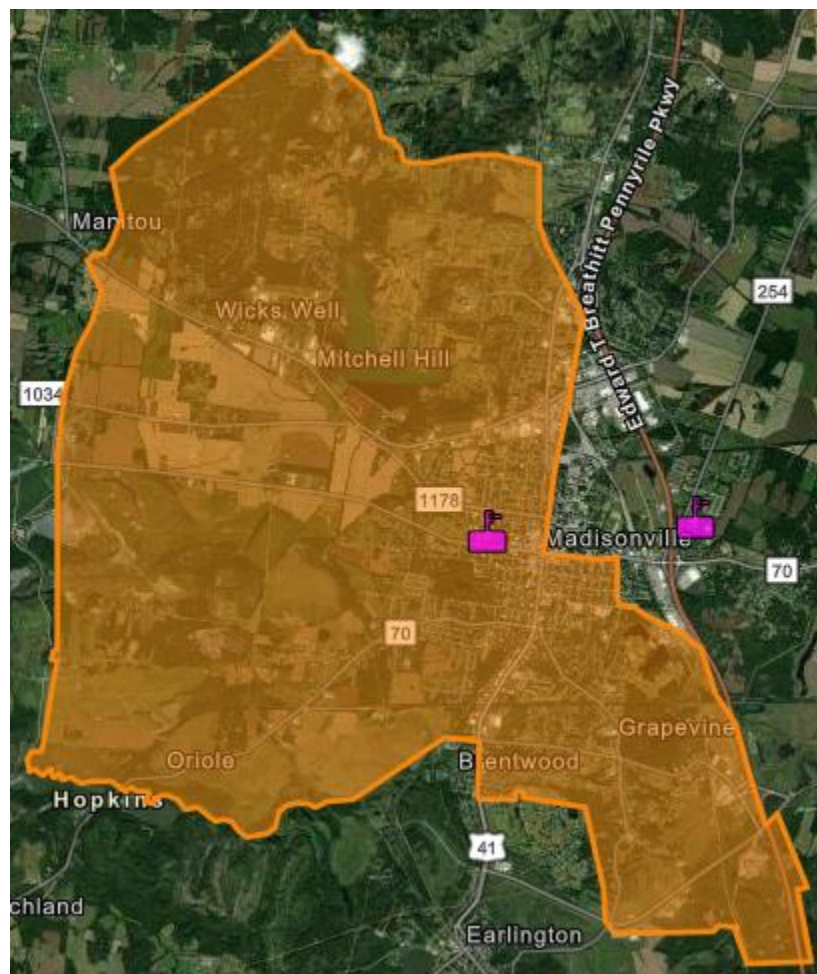 Manitou
Edward T Breathitt Pennyrile Pkwy
254
Wicks Well
Mitchell Hill
1034
1178
Madisonville
70
70
Grapevine
Oriole
Brentwood
Hopkins
41
chland
Earlington